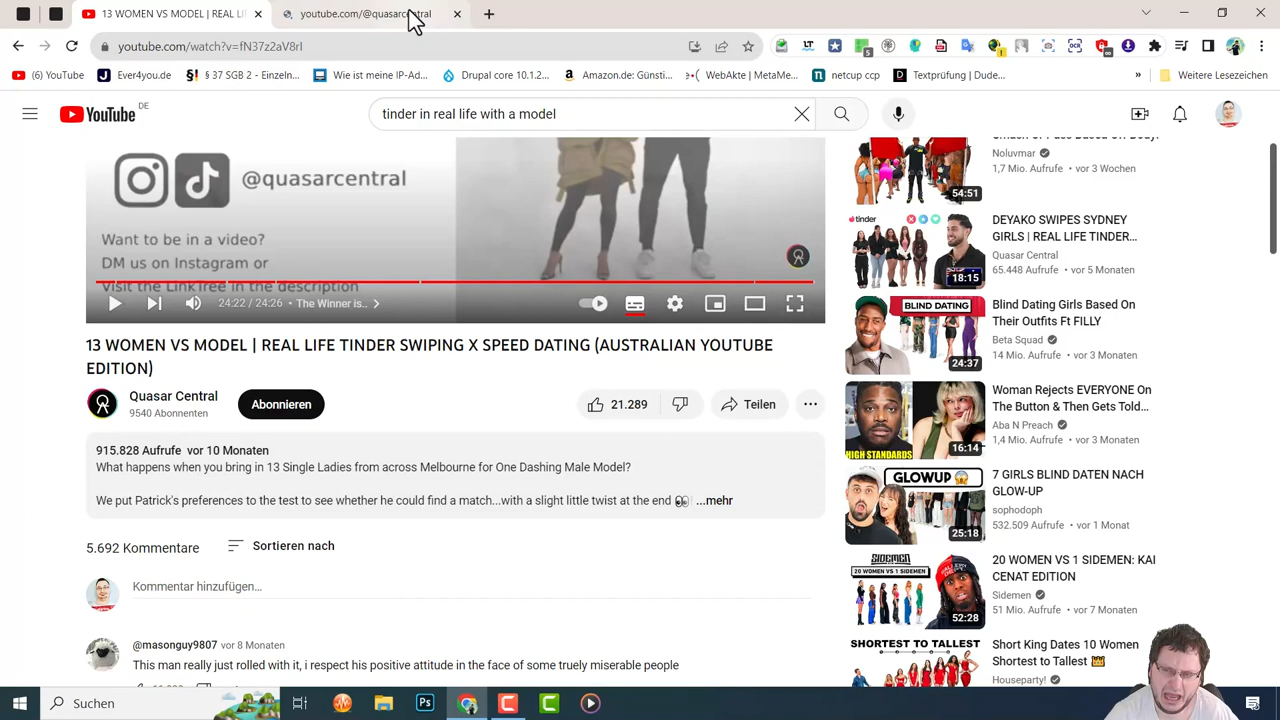 13 WOMEN VS MODEL | REAL LI
youtube.com/@quasarcentral
youtube.com/watch?v=fN37z2aV8rI
(6) YouTube
Ever4you.de
§ 37 SGB 2 - Einzeln...
Wie ist meine IP-Ad...
Drupal core 10.1.2...
Amazon.de: Günsti...
WebAkte | MetaMe...
netcup ccp
Textprüfung | Dude...
»
Weitere Lesezeichen
YouTube DE
tinder in real life with a model
@quasarcentral
Want to be in a video?
DM us on Instagram or
Visit the LinkTree in the description
24:22 / 24:26 • The Winner is..
13 WOMEN VS MODEL | REAL LIFE TINDER SWIPING X SPEED DATING (AUSTRALIAN YOUTUBE
EDITION)
Quasar Central
9540 Abonnenten
Abonnieren
21.289
Teilen
915.828 Aufrufe vor 10 Monaten
What happens when you bring in 13 Single Ladies from across Melbourne for One Dashing Male Model?
We put Patrick's preferences to the test to see whether he could find a match...with a slight little twist at the end 👀 ...mehr
5.692 Kommentare
Sortieren nach
Kommentar hinzufügen...
@masonguy9807 vor 8 Monaten
This man really just rolled with it, i respect his positive attitude in the face of some truely miserable people
Noluvmar
1,7 Mio. Aufrufe • vor 3 Wochen
54:51
tinder
DEYAKO SWIPES SYDNEY
GIRLS | REAL LIFE TINDER...
Quasar Central
65.448 Aufrufe • vor 5 Monaten
18:15
BLIND DATING
Blind Dating Girls Based On
Their Outfits Ft FILLY
Beta Squad
14 Mio. Aufrufe • vor 3 Monaten
24:37
HIGH STANDARDS
Woman Rejects EVERYONE On
The Button & Then Gets Told...
Aba N Preach
1,4 Mio. Aufrufe • vor 3 Monaten
16:14
GLOWUP
7 GIRLS BLIND DATEN NACH
GLOW-UP
sophodoph
532.509 Aufrufe • vor 1 Monat
25:18
SIDEMEN
20 WOMEN VS 1 SIDEMEN
20 WOMEN VS 1 SIDEMEN: KAI
CENAT EDITION
Sidemen
51 Mio. Aufrufe • vor 7 Monaten
52:28
SHORTEST TO TALLEST
Short King Dates 10 Women
Shortest to Tallest 👑
Houseparty!
Suchen
Ps